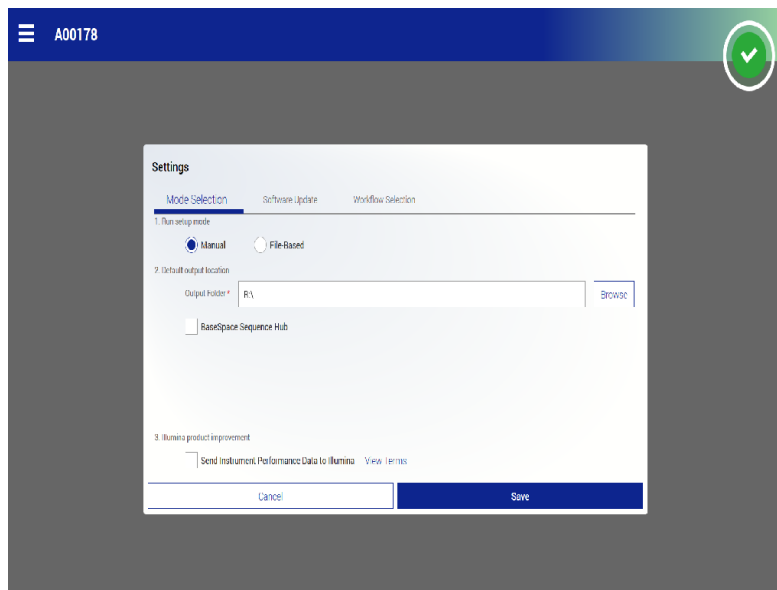 A00178
Settings
Mode Selection Software Update Workflow Selection
1. Run setup mode
Manual File-Based
2. Default output location
Output Folder * R:\ Browse
BaseSpace Sequence Hub
3. Illumina product improvement
Send Instrument Performance Data to Illumina View Terms
Cancel Save